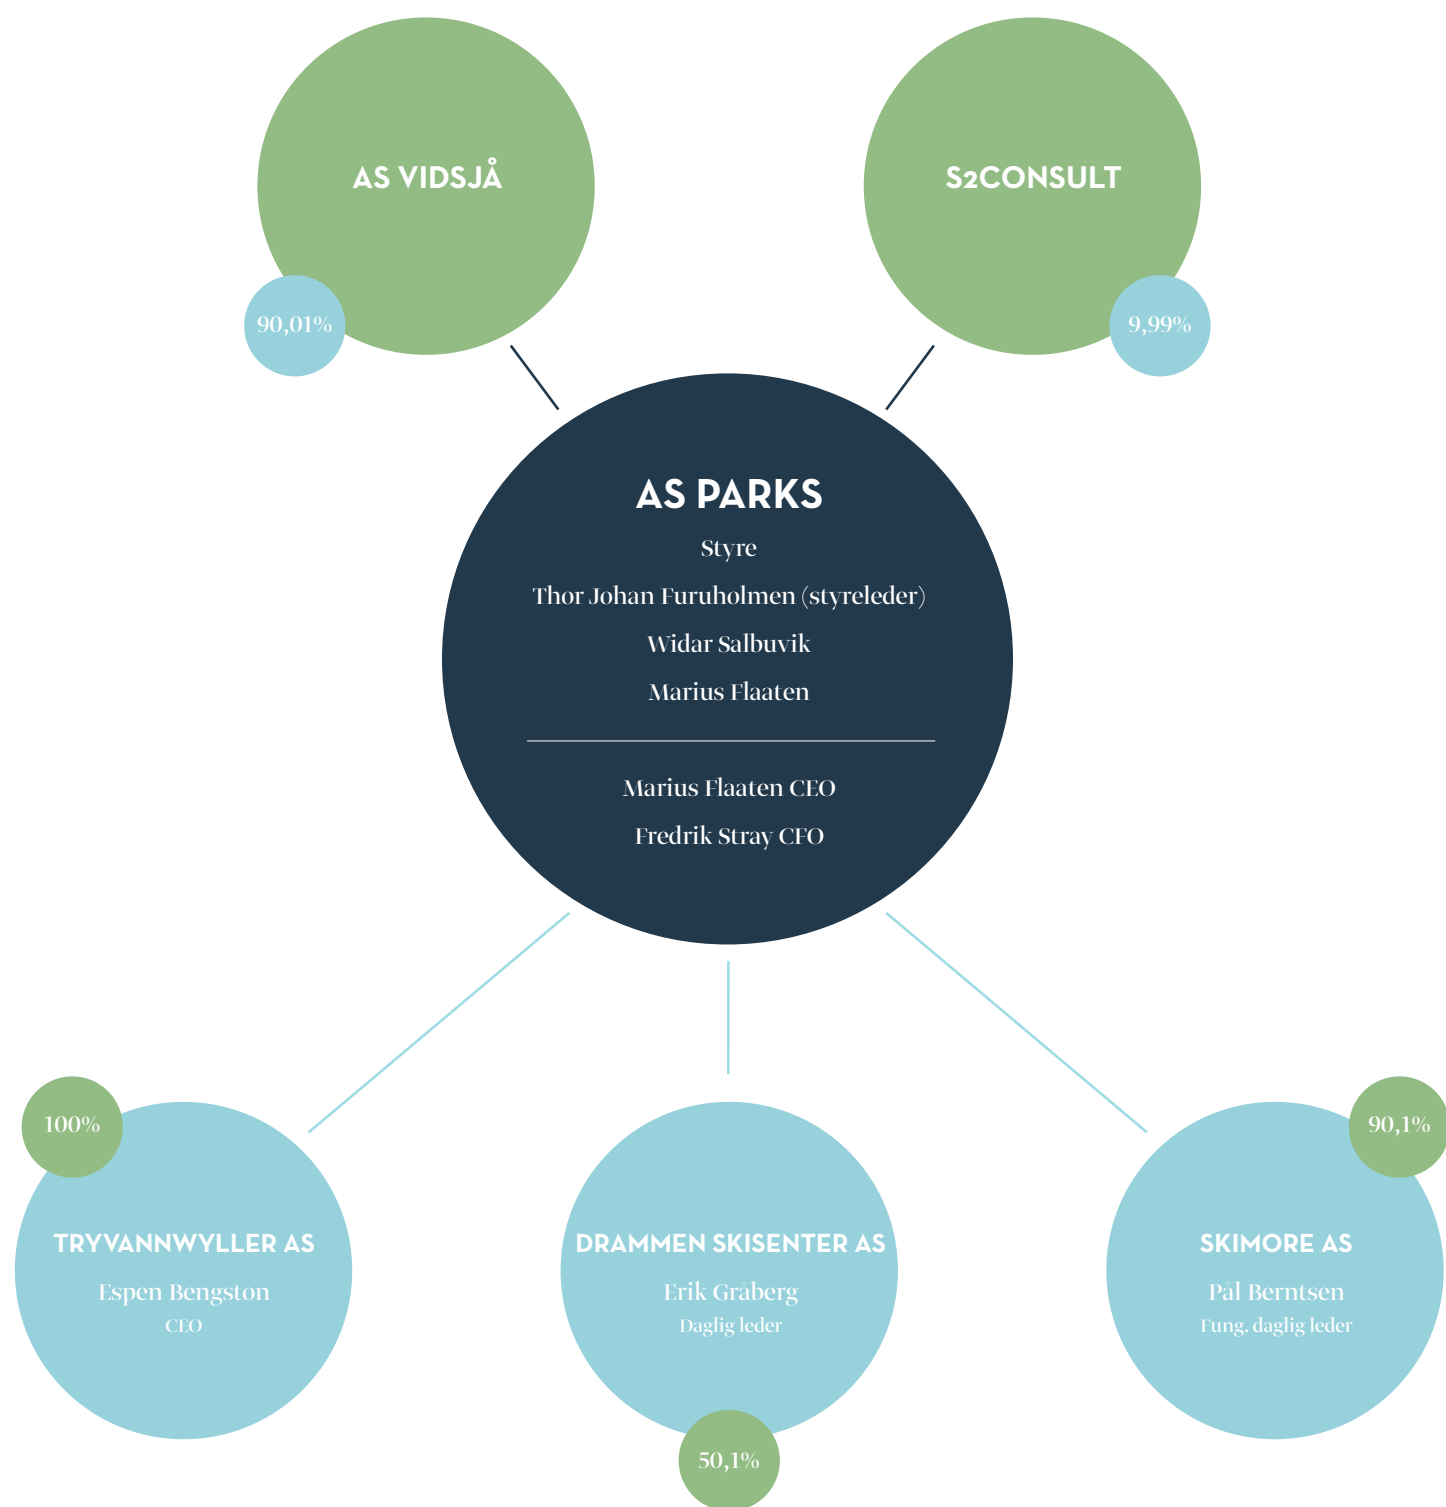 AS VIDSJÅ
S2CONSULT
90,01%
9,99%
AS PARKS
Styre
Thor Johan Furuholmen (styreleder)
Widar Salbuvik
Marius Flaaten
Marius Flaaten CEO
Fredrik Stray CFO
100%
TRYVANNWYLLER AS
Espen Bengston
CEO
DRAMMEN SKISENTER AS
Erik Gråberg
Daglig leder
50,1%
90,1%
SKIMORE AS
Pål Berntsen
Fung. daglig leder